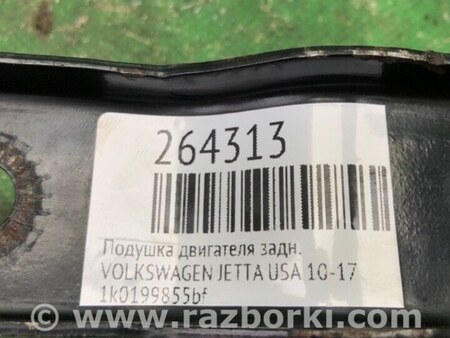 264313
Подушка двигателя задн.
VOLKSWAGEN JETTA USA 10-17
1k0199855bf
www.razborki.com